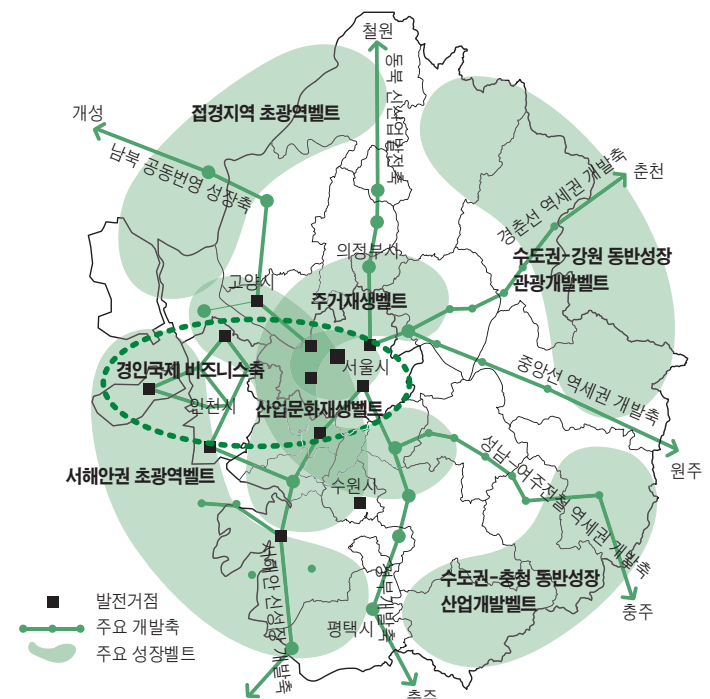 철원
동북 신산업발전축
접경지역 초광역벨트
개성
남북 공동번영 성장축
경춘선 역세권 개발축
춘천
의정부시
수도권-강원 동반성장
관광개발벨트
고양시
주거재생벨트
경인국제 비즈니스축
서울시
중앙선 역세권 개발축
인천시
산업문화재생벨트
원주
서해안권 초광역벨트
수원시
성남-여주전철 역세권 개발축
서해안 신성장 개발축
경부개발축
수도권-충청 동반성장
산업개발벨트
발전거점
주요 개발축
주요 성장벨트
평택시
충주